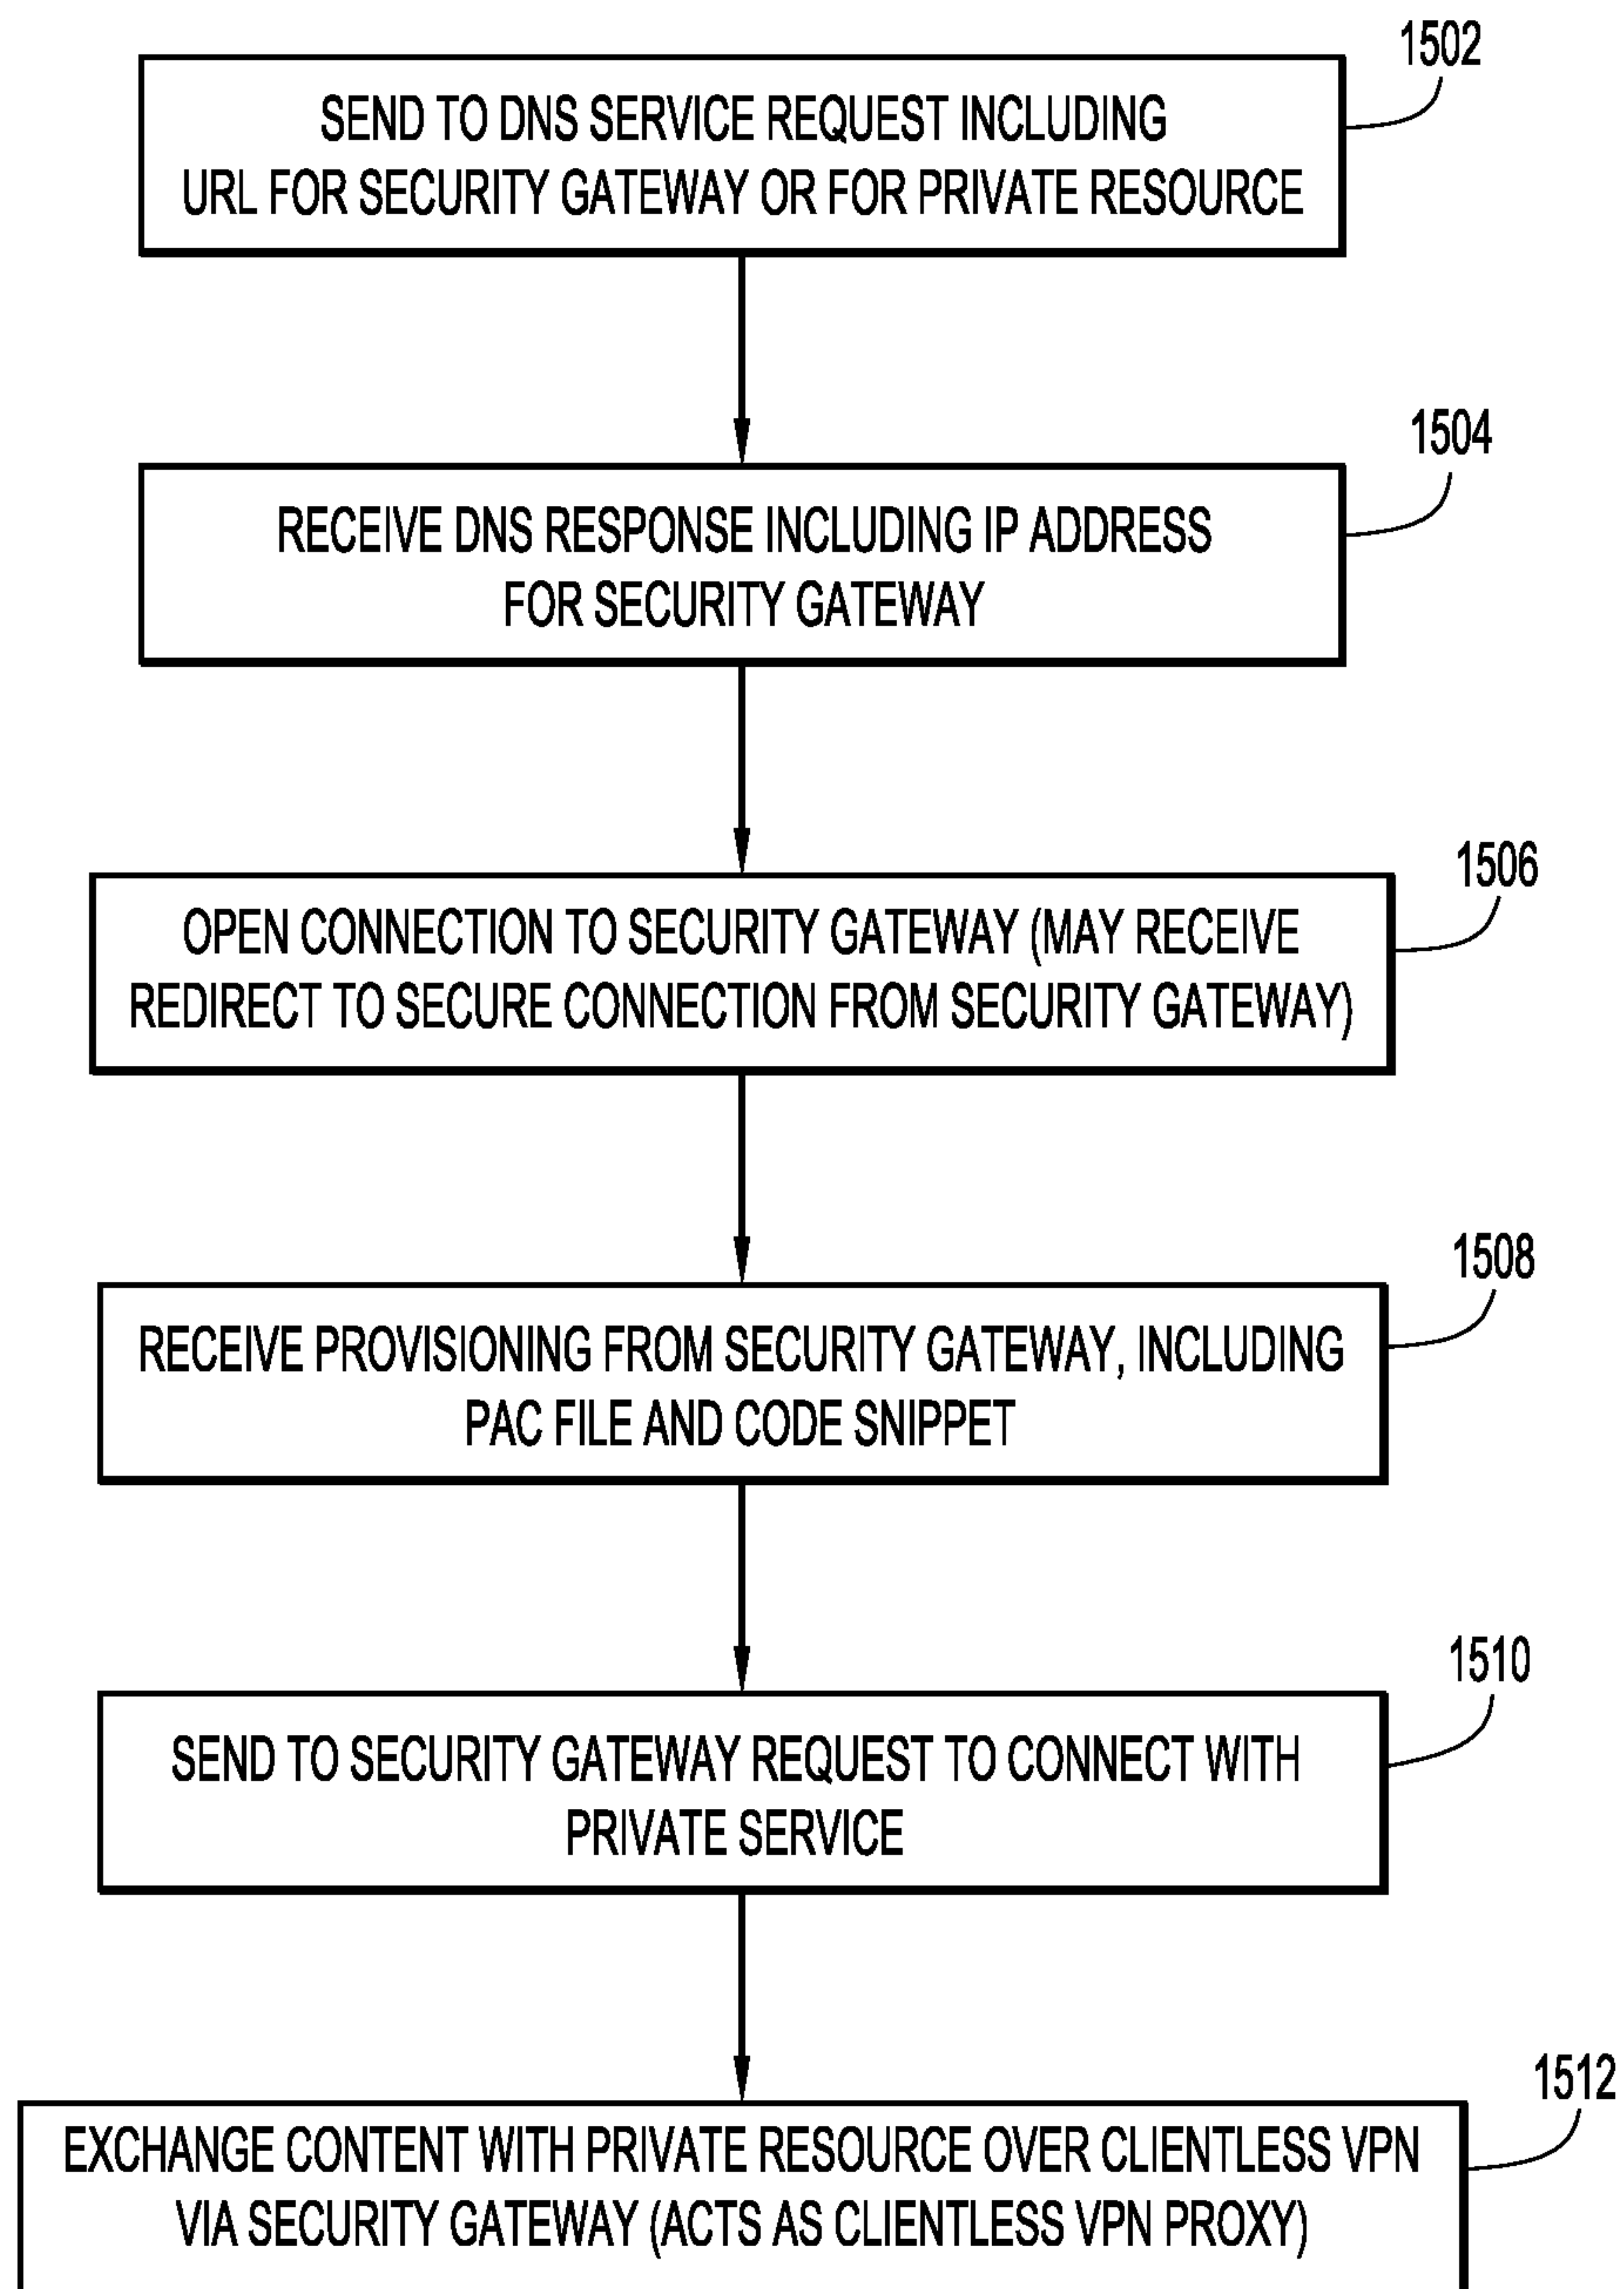 1502
SEND TO DNS SERVICE REQUEST INCLUDING
URL FOR SECURITY GATEWAY OR FOR PRIVATE RESOURCE
1504
RECEIVE DNS RESPONSE INCLUDING IP ADDRESS
FOR SECURITY GATEWAY
1506
OPEN CONNECTION TO SECURITY GATEWAY (MAY RECEIVE
REDIRECT TO SECURE CONNECTION FROM SECURITY GATEWAY)
1508
RECEIVE PROVISIONING FROM SECURITY GATEWAY, INCLUDING
PAC FILE AND CODE SNIPPET
1510
SEND TO SECURITY GATEWAY REQUEST TO CONNECT WITH
PRIVATE SERVICE
1512
EXCHANGE CONTENT WITH PRIVATE RESOURCE OVER CLIENTLESS VPN
VIA SECURITY GATEWAY (ACTS AS CLIENTLESS VPN PROXY)